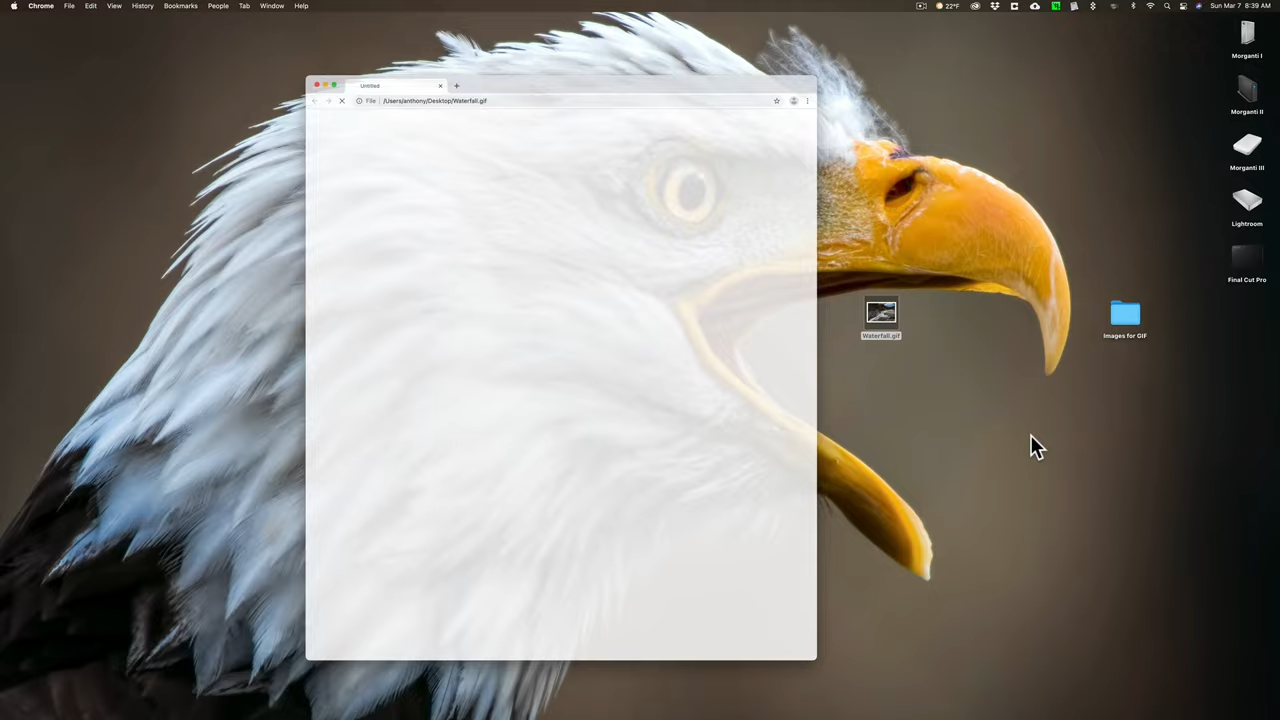 Chrome File Edit View History Bookmarks People Tab Window Help
22°F Sun Mar 7 8:39 AM
Untitled
File /Users/anthony/Desktop/Waterfall.gif
Morganti I
Morganti II
Morganti III
Lightroom
Final Cut Pro
Waterfall.gif
Images for GIF